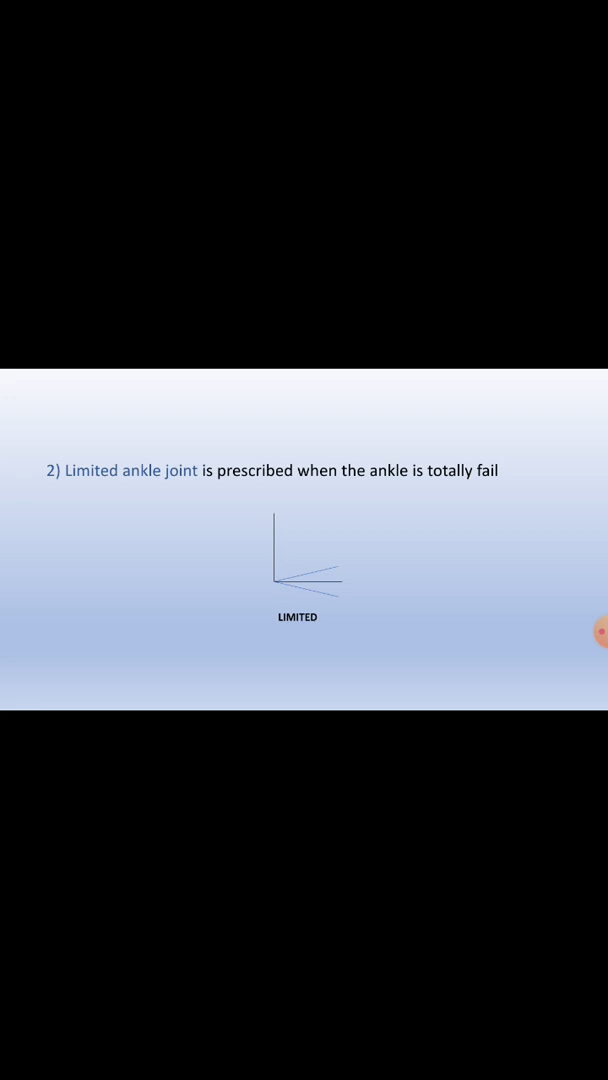 2) Limited ankle joint is prescribed when the ankle is totally fail
LIMITED